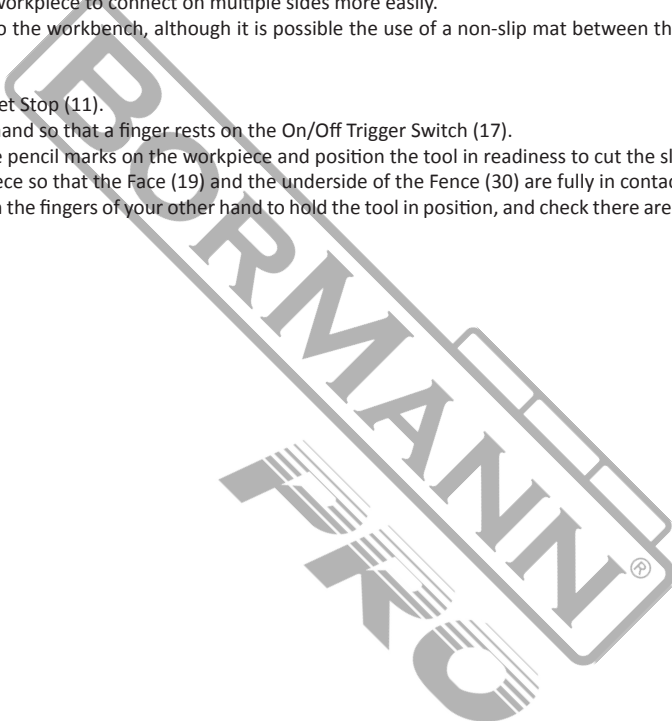 workpiece to connect on multiple sides more easily.
o the workbench, although it is possible the use of a non-slip mat between th
et Stop (11).
hand so that a finger rests on the On/Off Trigger Switch (17).
e pencil marks on the workpiece and position the tool in readiness to cut the sl
ece so that the Face (19) and the underside of the Fence (30) are fully in contac
h the fingers of your other hand to hold the tool in position, and check there are
BORMANN®
PRO